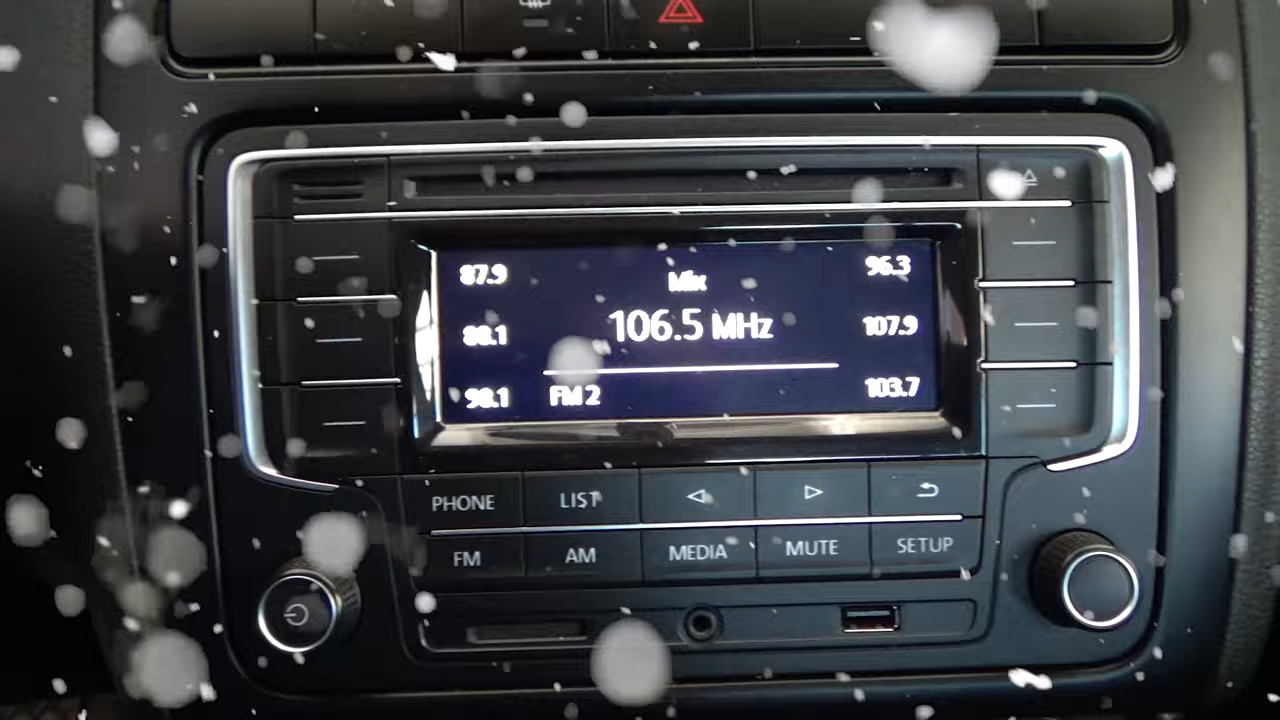 87.9 Mix 96.3
106.5 MHz
88.1 107.9
98.1 FM 2 103.7
PHONE LIST
FM AM MEDIA MUTE SETUP